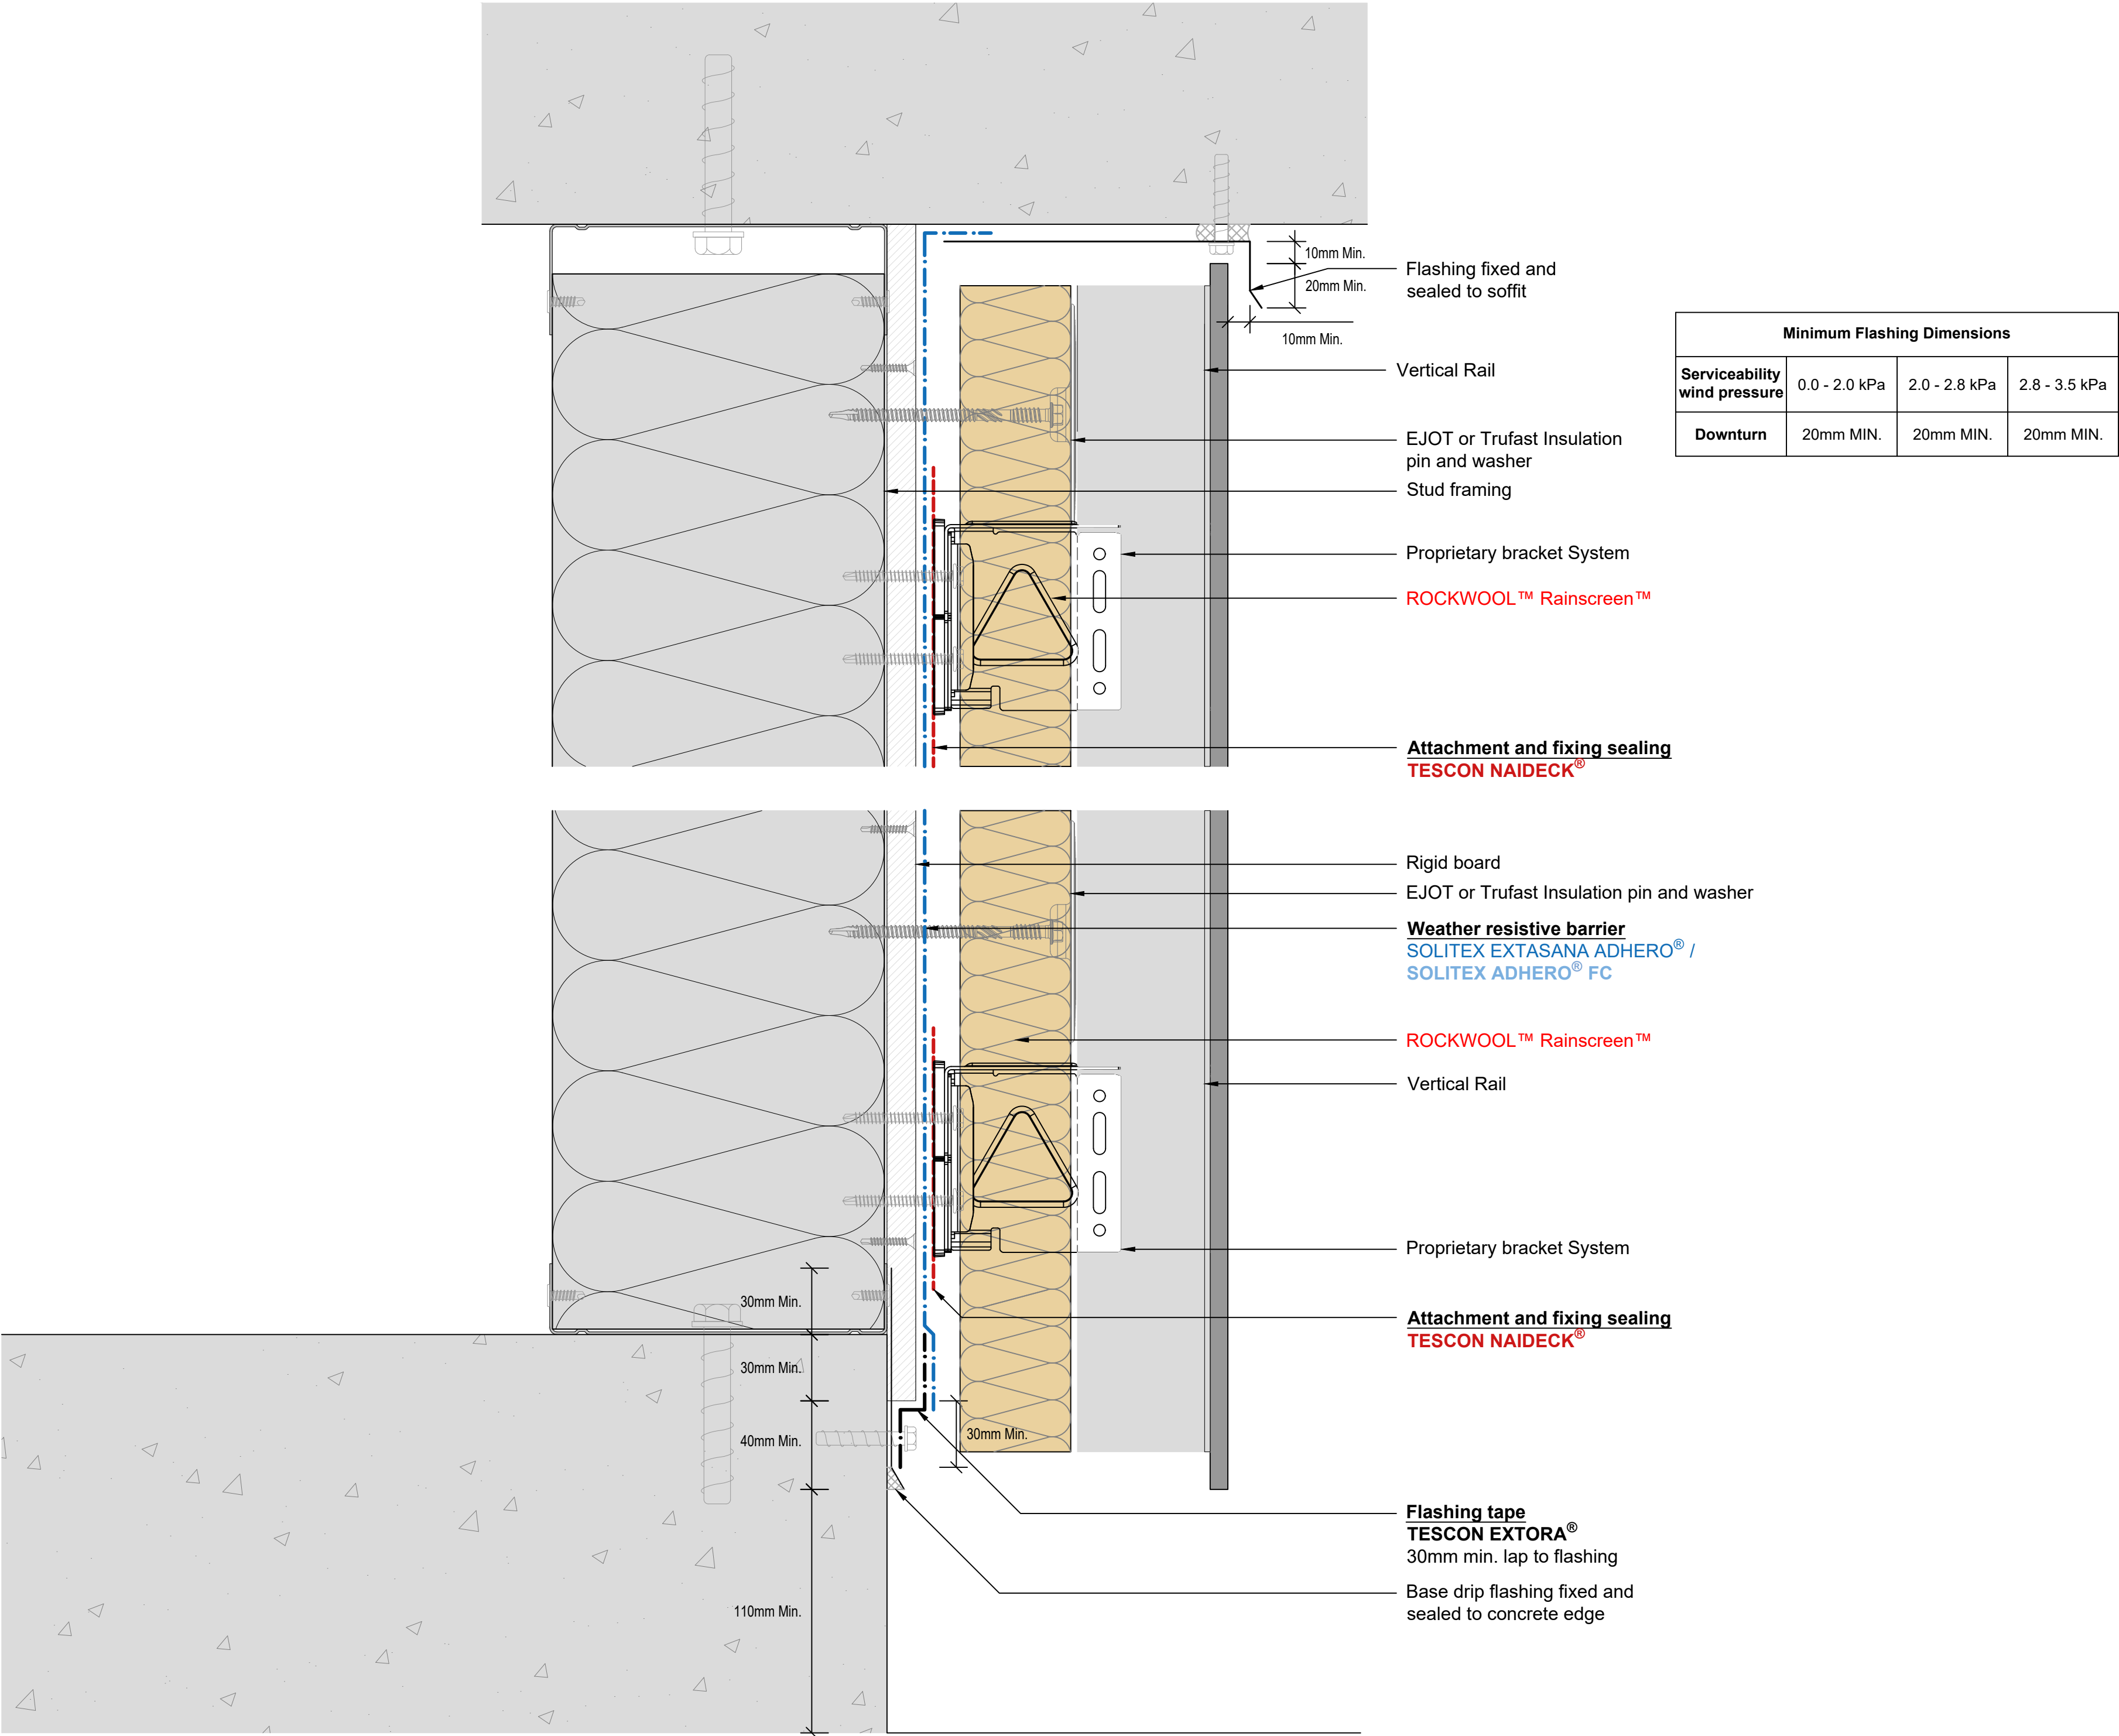 10mm Min.
20mm Min.
10mm Min.
Flashing fixed and
sealed to soffit
Vertical Rail
EJOT or Trufast Insulation
pin and washer
Stud framing
Proprietary bracket System
ROCKWOOL™ Rainscreen™
Attachment and fixing sealing
TESCON NAIDECK®
Minimum Flashing Dimensions
Serviceability
wind pressure
0.0 - 2.0 kPa
2.0 - 2.8 kPa
2.8 - 3.5 kPa
Downturn
20mm MIN.
20mm MIN.
20mm MIN.
Rigid board
EJOT or Trufast Insulation pin and washer
Weather resistive barrier
SOLITEX EXTASANA ADHERO® /
SOLITEX ADHERO® FC
ROCKWOOL™ Rainscreen™
Vertical Rail
Proprietary bracket System
Attachment and fixing sealing
TESCON NAIDECK®
30mm Min.
30mm Min.
40mm Min.
30mm Min.
110mm Min.
Flashing tape
TESCON EXTORA®
30mm min. lap to flashing
Base drip flashing fixed and
sealed to concrete edge